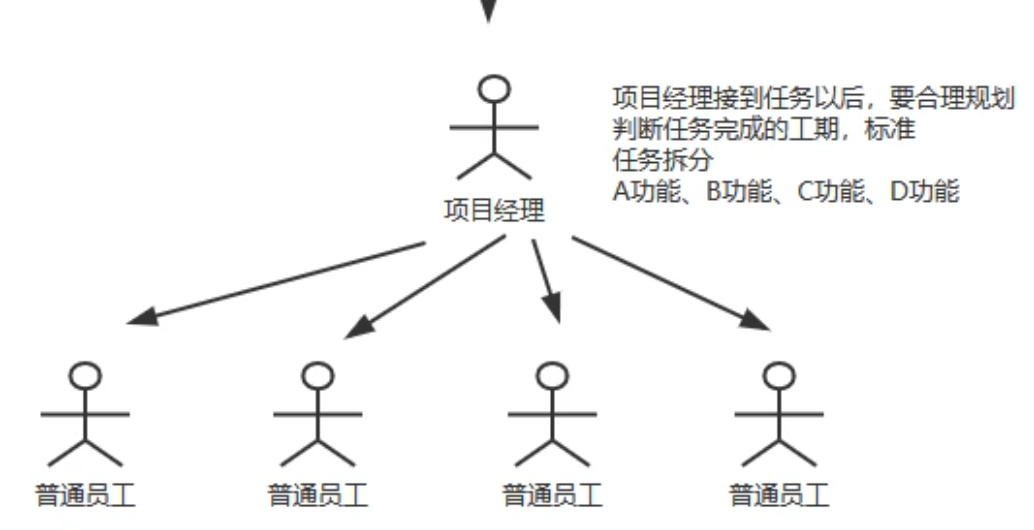 项目经理接到任务以后，要合理规划
判断任务完成的工期，标准
任务拆分
A功能、B功能、C功能、D功能
项目经理
普通员工
普通员工
普通员工
普通员工